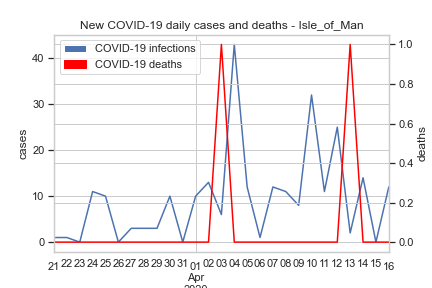 New COVID-19 daily cases and deaths - Isle_of_Man
COVID-19 infections
COVID-19 deaths
40
30
20
10
0
cases
1.0
0.8
0.6
0.4
0.2
0.0
deaths
21 22 23 24 25 26 27 28 29 30 31 01 02 03 04 05 06 07 08 09 10 11 12 13 14 15 16
Apr
2020